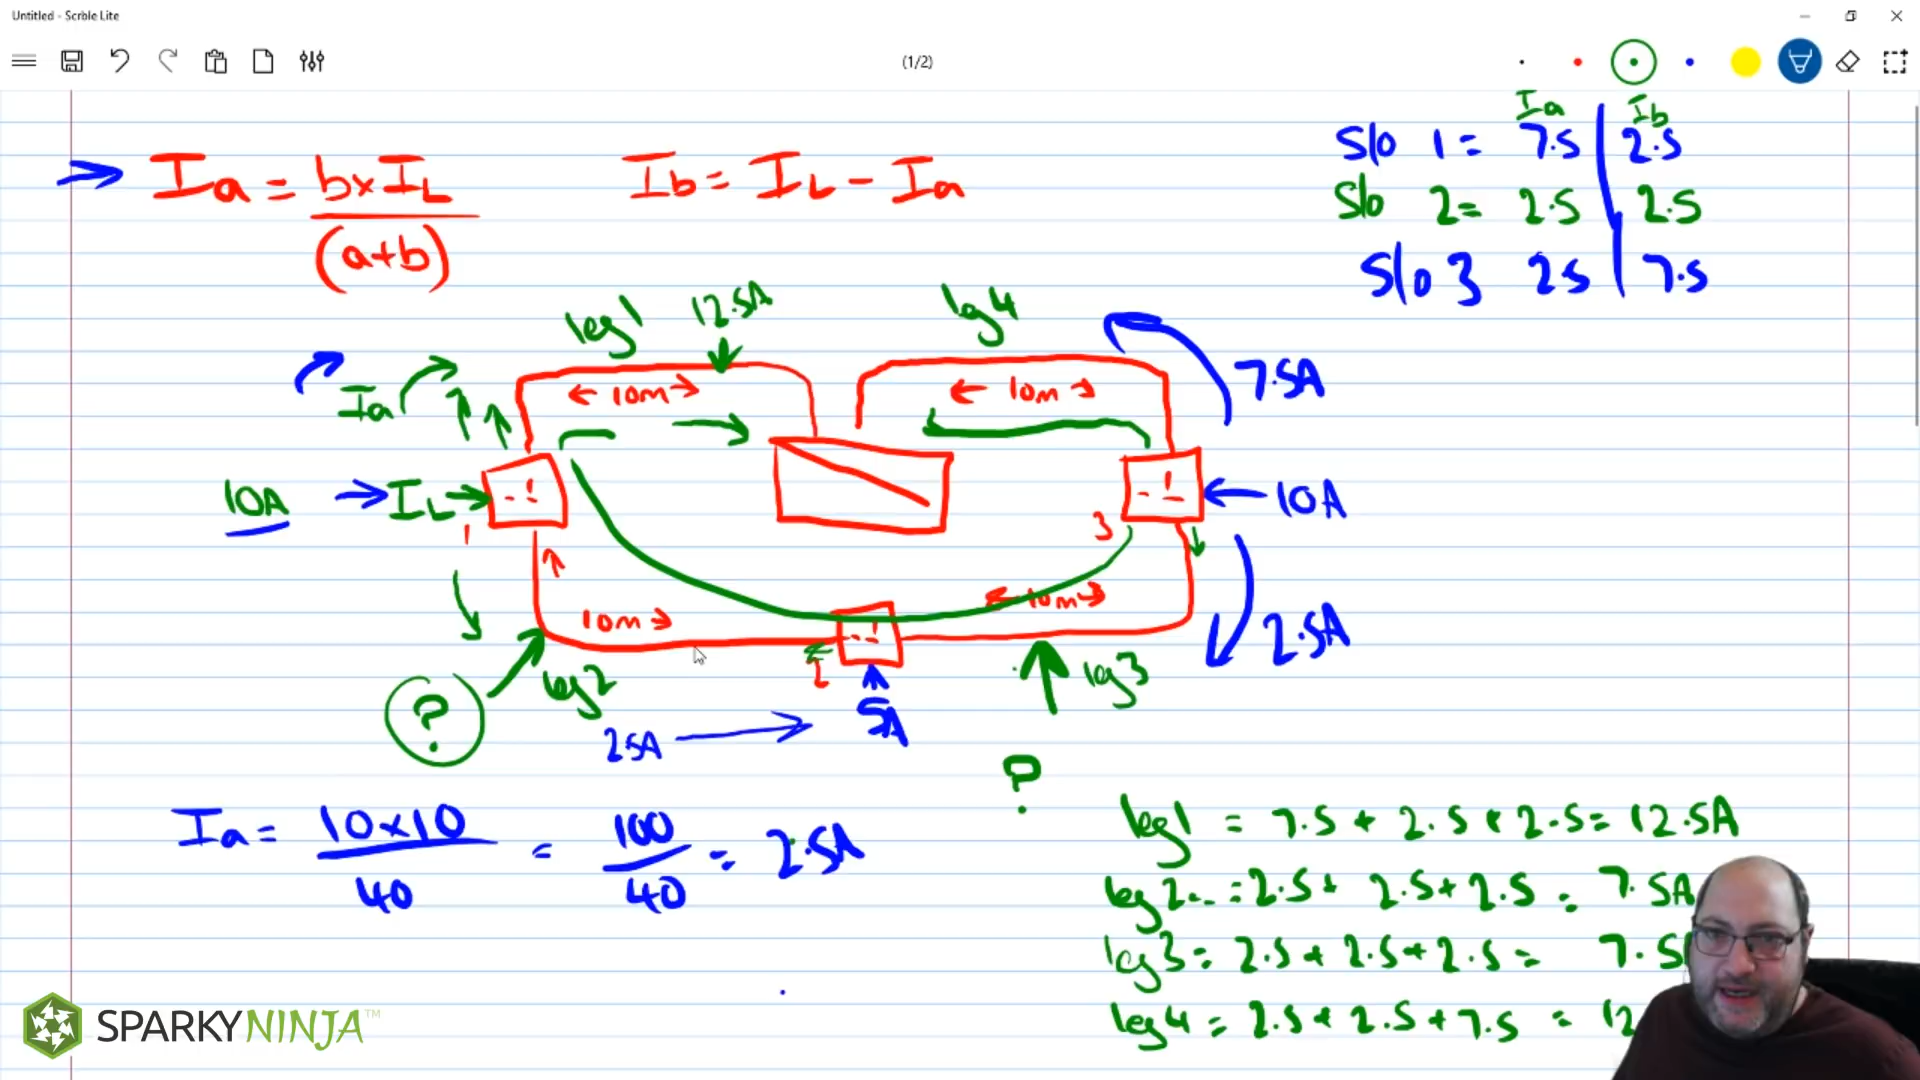 Untitled - Scrble Lite
(1/2)
Ia = b×IL
(a+b)
Ib = IL - Ia
Ia Ib
S/o 1 = 7.5 2.5
S/o 2 = 2.5 2.5
S/o 3 2.5 7.5
leg1
12.5A
leg4
← 10m →
← 10m →
7.5A
Ia
10A
→ IL →
1
3
← 10A
10m →
← 10m →
2.5A
2
leg2
leg3
?
2.5A
5A
?
Ia = 10×10 = 100 = 2.5A
40 40
leg1 = 7.5 + 2.5 + 2.5 = 12.5A
leg2.. = 2.5 + 2.5 + 2.5 = 7.5A
leg3 = 2.5 + 2.5 + 2.5 = 7.5
leg4 = 2.5 + 2.5 + 7.5 = 12
SPARKYNINJA™